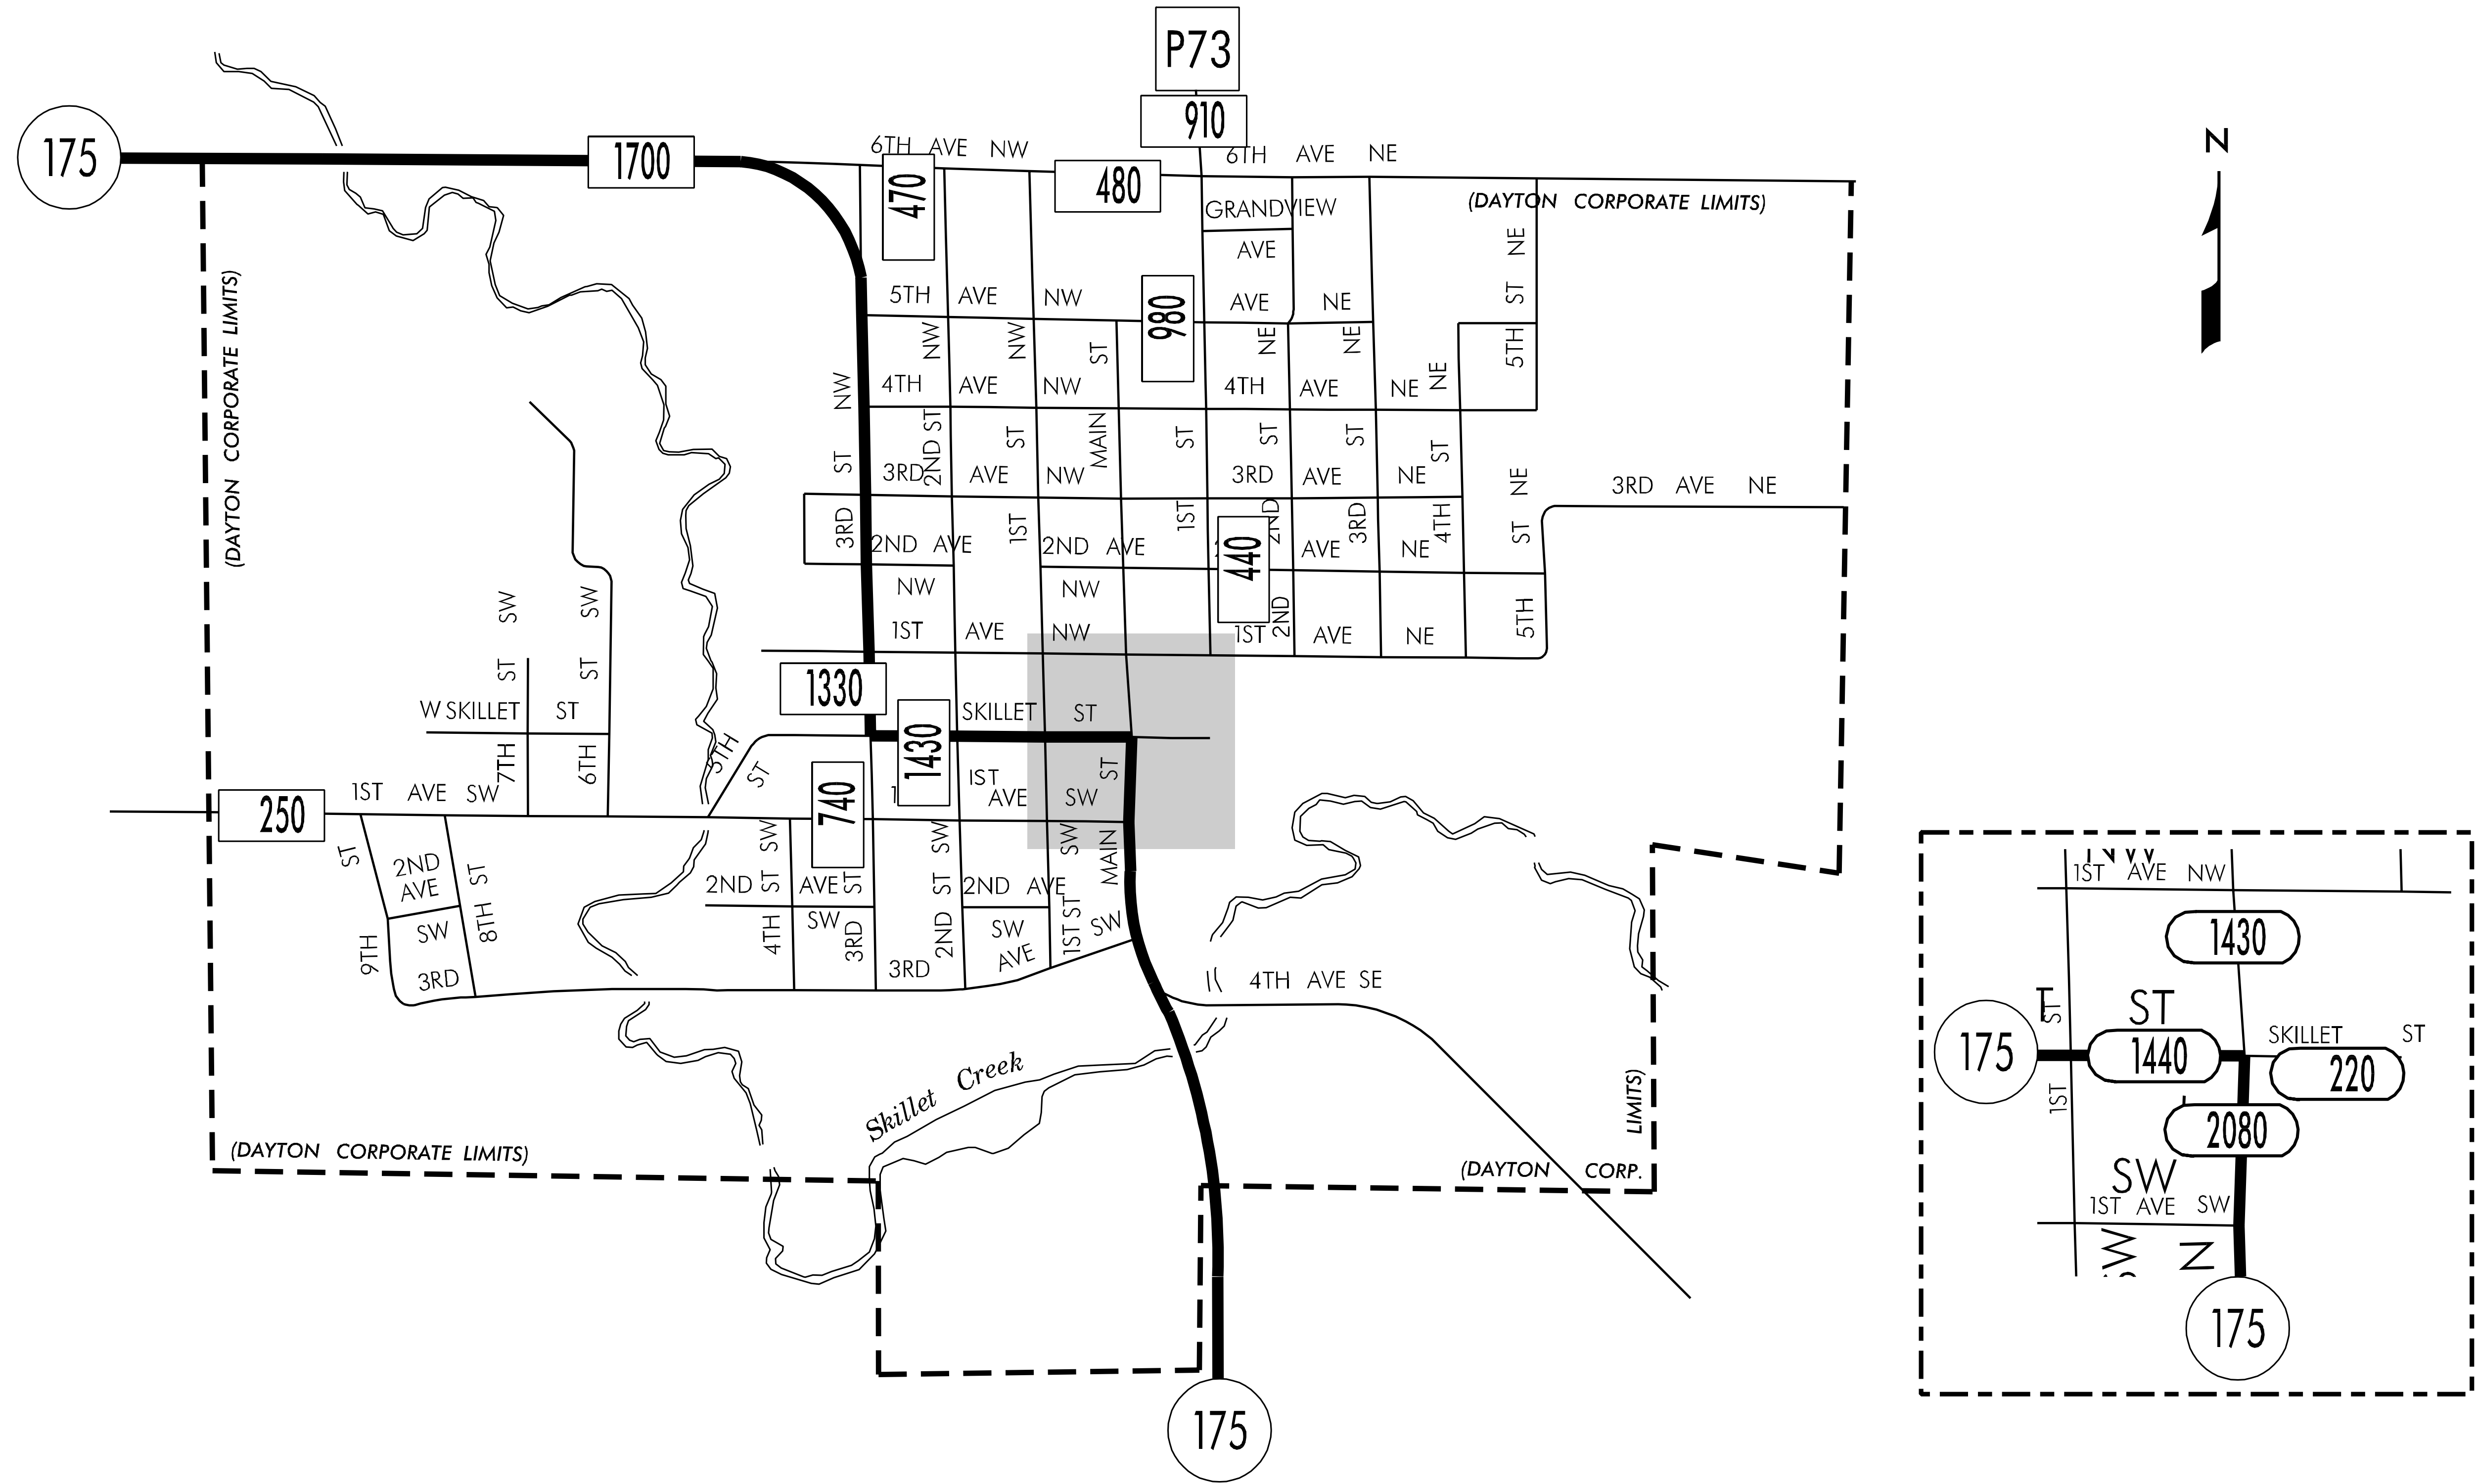 P73
910
175
1700
6TH AVE NW
6TH AVE NE
470
480
(DAYTON CORPORATE LIMITS)
GRANDVIEW
AVE
N
(DAYTON CORPORATE LIMITS)
5TH AVE NW
980
AVE NE
5TH ST NE
NW
NW
ST
NE
NE
4TH AVE NW
4TH AVE NE
3RD ST NW
2ND ST
1ST ST
MAIN
1ST ST
2ND ST
3RD ST
4TH ST NE
3RD AVE NW
3RD AVE NE
3RD AVE NE
5TH ST NE
2ND AVE
NW
2ND AVE
NW
440
AVE NE
2ND
1ST AVE NW
1ST AVE NE
7TH ST SW
6TH ST SW
1330
W SKILLET ST
SKILLET ST
1430
5TH ST
740
1ST AVE SW
IST
AVE SW
MAIN ST
250
9TH ST
2ND
AVE
SW
8TH ST
3RD
2ND AVE
SW
4TH ST SW
3RD ST
2ND ST SW
2ND AVE
SW
1ST ST SW
SW
3RD AVE
4TH AVE SE
Skillet Creek
(DAYTON CORPORATE LIMITS)
(DAYTON CORP.
LIMITS)
175
NW
1ST AVE NW
1430
ST
T
ST
SKILLET ST
175
1440
220
1ST
2080
SW
1ST AVE SW
SW
N
175